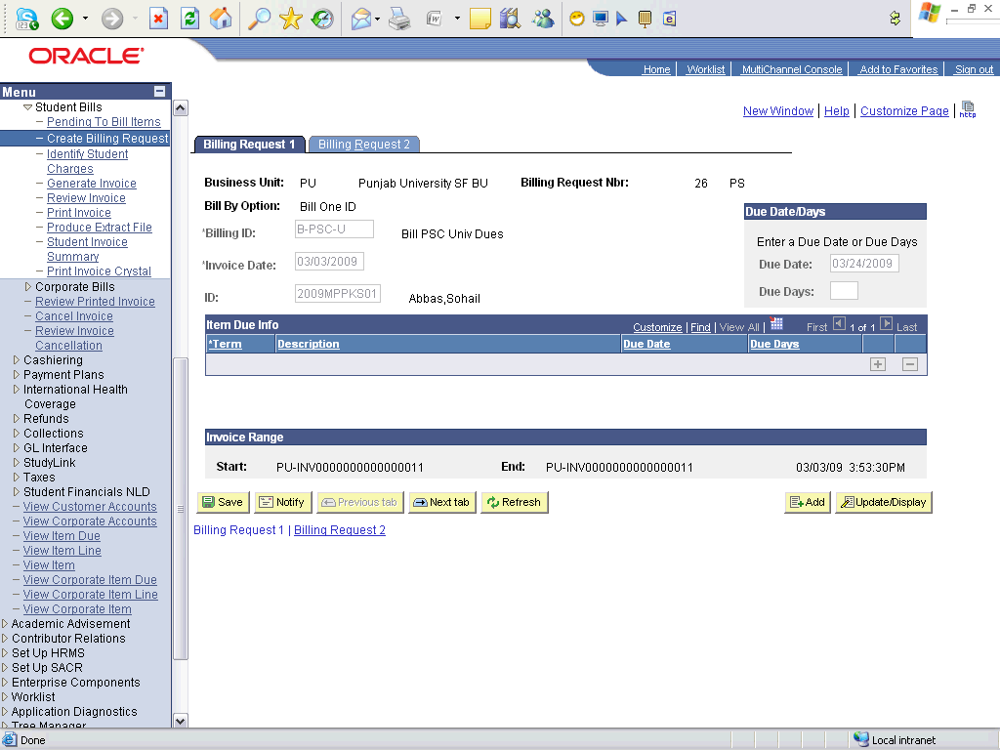 123
W
e
ORACLE®
Home
Worklist
MultiChannel Console
Add to Favorites
Sign out
Menu
Student Bills
Pending To Bill Items
Create Billing Request
Identify Student
Charges
Generate Invoice
Review Invoice
Print Invoice
Produce Extract File
Student Invoice
Summary
Print Invoice Crystal
Corporate Bills
Review Printed Invoice
Cancel Invoice
Review Invoice
Cancellation
Cashiering
Payment Plans
International Health
Coverage
Refunds
Collections
GL Interface
StudyLink
Taxes
Student Financials NLD
View Customer Accounts
View Corporate Accounts
View Item Due
View Item Line
View Item
View Corporate Item Due
View Corporate Item Line
View Corporate Item
Academic Advisement
Contributor Relations
Set Up HRMS
Set Up SACR
Enterprise Components
Worklist
Application Diagnostics
Tree Manager
New Window | Help | Customize Page | http
Billing Request 1
Billing Request 2
Business Unit: PU Punjab University SF BU Billing Request Nbr: 26 PS
Bill By Option: Bill One ID
*Billing ID: B-PSC-U Bill PSC Univ Dues
*Invoice Date: 03/03/2009
ID: 2009MPPKS01 Abbas,Sohail
Due Date/Days
Enter a Due Date or Due Days
Due Date: 03/24/2009
Due Days:
Item Due Info Customize | Find | View All | First 1 of 1 Last
*Term Description Due Date Due Days
Invoice Range
Start: PU-INV0000000000000011 End: PU-INV0000000000000011 03/03/09 3:53:30PM
Save Notify Previous tab Next tab Refresh Add Update/Display
Billing Request 1 | Billing Request 2
Done
Local intranet